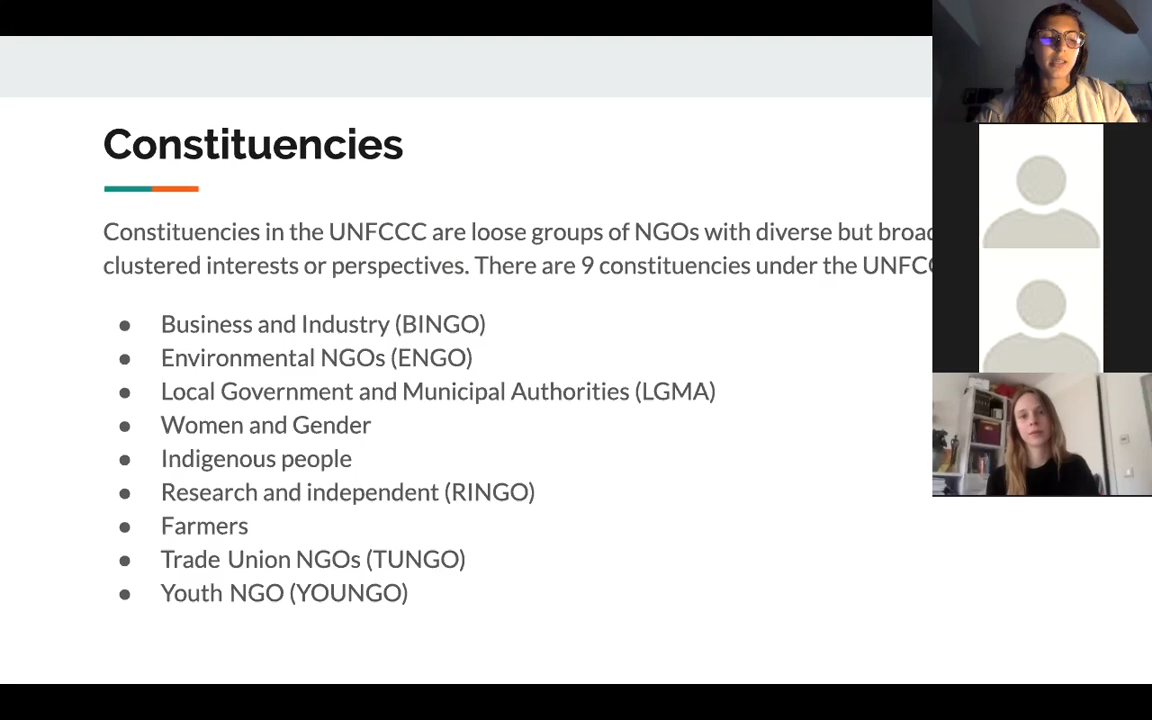 Constituencies
Constituencies in the UNFCCC are loose groups of NGOs with diverse but
clustered interests or perspectives. There are 9 constituencies under the
● Business and Industry (BINGO)
● Environmental NGOs (ENGO)
● Local Government and Municipal Authorities (LGMA)
● Women and Gender
● Indigenous people
● Research and independent (RINGO)
● Farmers
● Trade Union NGOs (TUNGO)
● Youth NGO (YOUNGO)